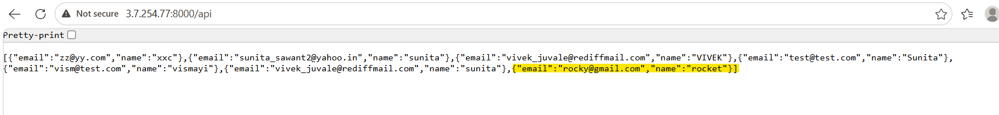 Not secure 3.7.254.77:8000/api
Pretty-print
[{"email":"zz@yy.com","name":"xxc"},{"email":"sunita_sawant2@yahoo.in","name":"sunita"},{"email":"vivek_juvale@rediffmail.com","name":"VIVEK"},{"email":"test@test.com","name":"Sunita"},
{"email":"vism@test.com","name":"vismayi"},{"email":"vivek_juvale@rediffmail.com","name":"sunita"},{"email":"rocky@gmail.com","name":"rocket"}]